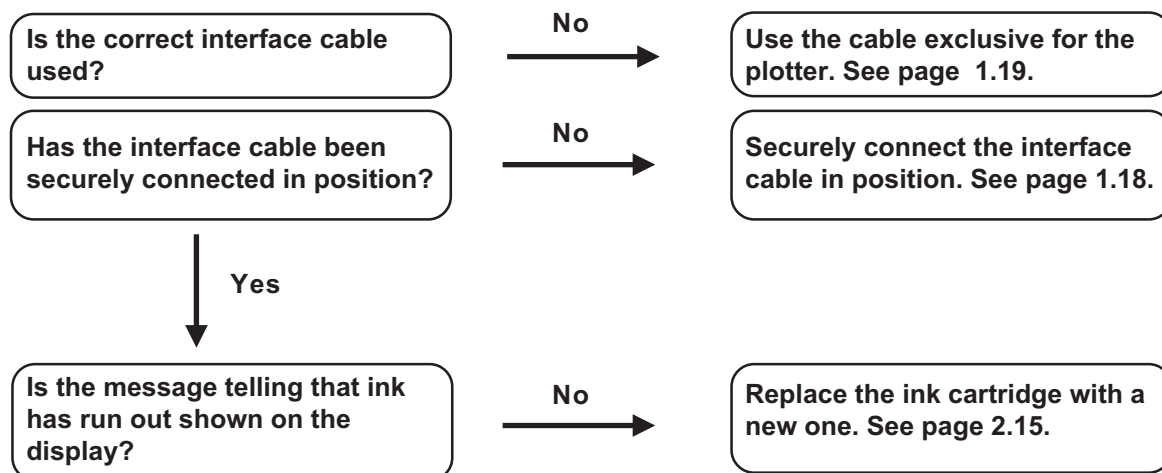 Is the correct interface cable
used?
No
Use the cable exclusive for the
plotter. See page 1.19.
Has the interface cable been
securely connected in position?
No
Securely connect the interface
cable in position. See page 1.18.
Yes
Is the message telling that ink
has run out shown on the
display?
No
Replace the ink cartridge with a
new one. See page 2.15.